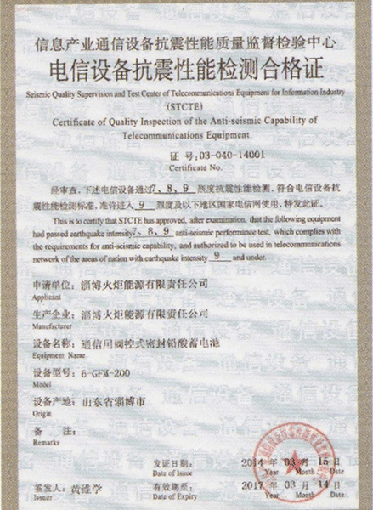 信息产业通信设备抗震性能质量监督检验中心
电信设备抗震性能检测合格证
Seismic Quality Supervision and Test Center of Telecommunications Equipment for Information Industry
(STCTE)
Certificate of Quality Inspection of the Anti-seismic Capability of
Telecommunications Equipment
证 号:03-040-14001
Certificate No.
经审查,下述电信设备通过7、8、9 烈度抗震性能检测,符合电信设备抗
震性能检测标准,准许进入 9 烈度及以下地区国家电信网使用,特发此证。
This is to certify that STCTE has approved, after examination, that the following equipment
had passed earthquake intensity7、8、9 anti-seismic performance test, which complies with
the requirements for anti-seismic capability, and authorized to be used in telecommunications
network of the areas of nation with earthquake intensity 9 and under.
申请单位: 淄博火炬能源有限责任公司
Applicant
生产企业: 淄博火炬能源有限责任公司
Manufacturer
设备名称: 通信用阀控式密封铅酸蓄电池
Equipment Name
设备型号: 6-GFM-200
Model
设备产地: 山东省淄博市
Origin
备 注:
Remarks
发证日期: 2014 年 03 月 15 日
Date of Issue Year Month Date
签发人: 黄维学 有效期至: 2017 年 03 月 14 日
Issuer Date of Expiry Year Month Date